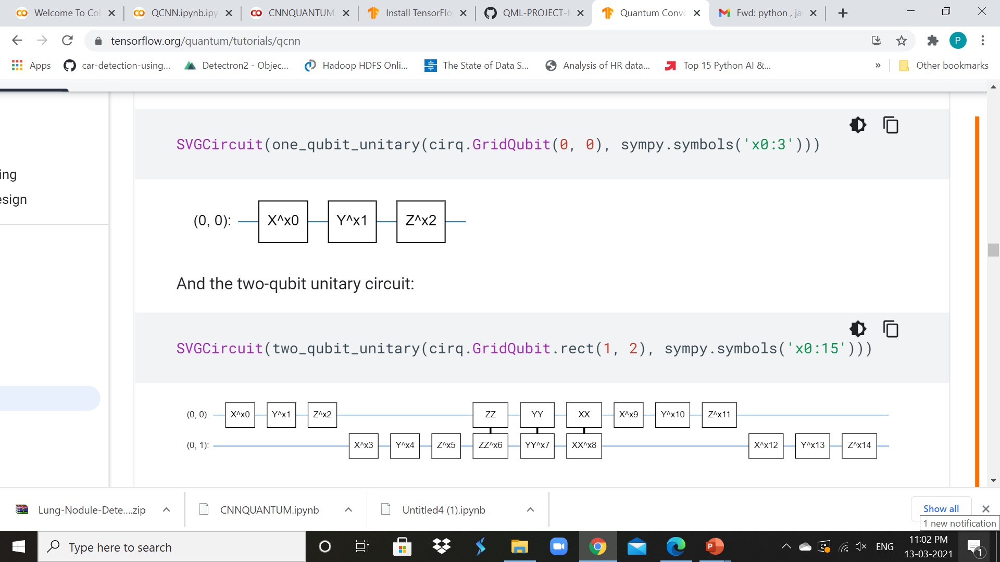 Welcome To Col
QCNN.ipynb.ipy
CNNQUANTUM.
Install TensorFlo
QML-PROJECT-
Quantum Convo
Fwd: python , ja
tensorflow.org/quantum/tutorials/qcnn
P
Apps
car-detection-using...
Detectron2 - Objec...
Hadoop HDFS Onli...
The State of Data S...
Analysis of HR data...
Top 15 Python AI &...
»
Other bookmarks
SVGCircuit(one_qubit_unitary(cirq.GridQubit(0, 0), sympy.symbols('x0:3')))
ing
esign
(0, 0): X^x0 Y^x1 Z^x2
And the two-qubit unitary circuit:
SVGCircuit(two_qubit_unitary(cirq.GridQubit.rect(1, 2), sympy.symbols('x0:15')))
(0, 0): X^x0 Y^x1 Z^x2 ZZ YY XX X^x9 Y^x10 Z^x11
(0, 1): X^x3 Y^x4 Z^x5 ZZ^x6 YY^x7 XX^x8 X^x12 Y^x13 Z^x14
Lung-Nodule-Dete....zip
CNNQUANTUM.ipynb
Untitled4 (1).ipynb
Show all
1 new notification
Type here to search
P
ENG
11:02 PM
13-03-2021
1